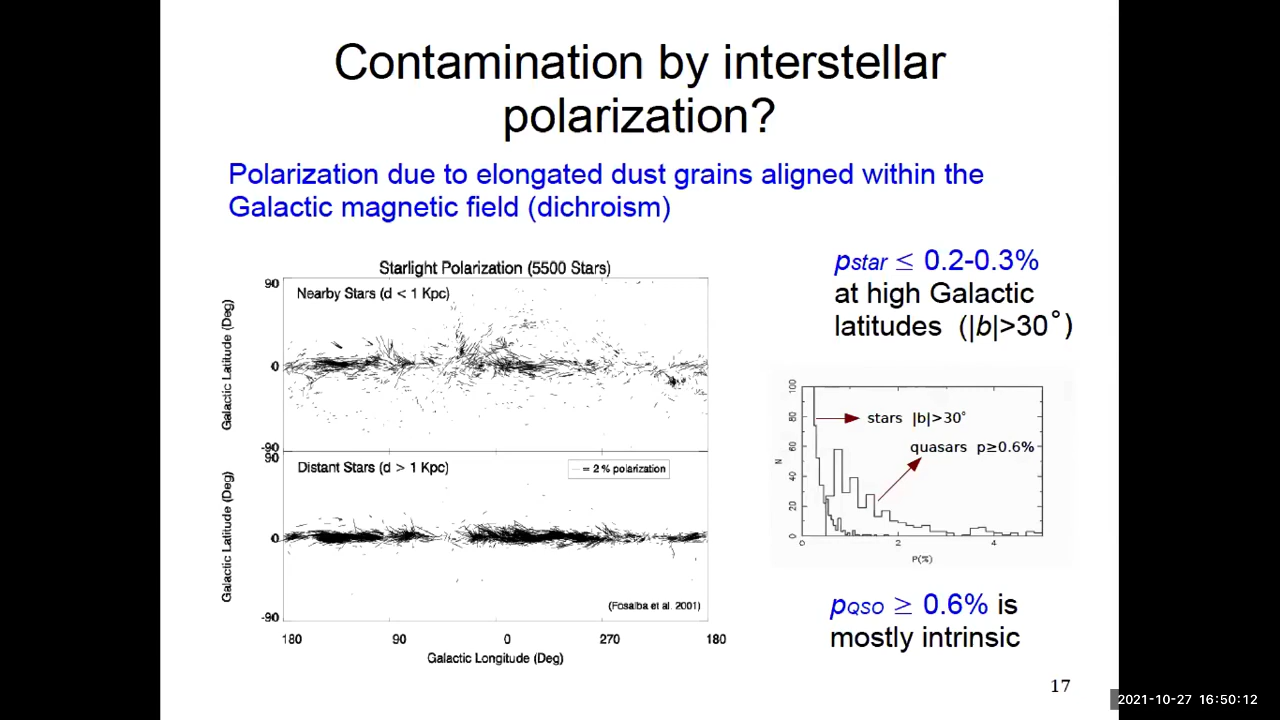 Contamination by interstellar
polarization?
Polarization due to elongated dust grains aligned within the
Galactic magnetic field (dichroism)
Starlight Polarization (5500 Stars)
Nearby Stars (d < 1 Kpc)
90
0
-90
Galactic Latitude (Deg)
Distant Stars (d > 1 Kpc)
= 2 % polarization
90
0
-90
Galactic Latitude (Deg)
(Fosalba et al. 2001)
180 90 0 270 180
Galactic Longitude (Deg)
pstar ≤ 0.2-0.3%
at high Galactic
latitudes (|b|>30°)
100
80
60
40
20
0
N
stars |b|>30°
quasars p≥0.6%
0 2 4
P(%)
pQSO ≥ 0.6% is
mostly intrinsic
17
2021-10-27 16:50:12